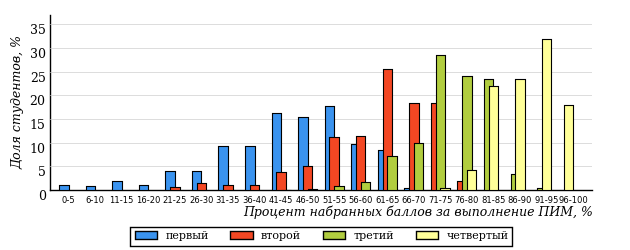 Доля студентов, %
35
30
25
20
15
10
5
0
0-5 6-10 11-15 16-20 21-25 26-30 31-35 36-40 41-45 46-50 51-55 56-60 61-65 66-70 71-75 76-80 81-85 86-90 91-95 96-100
Процент набранных баллов за выполнение ПИМ, %
первый второй третий четвертый